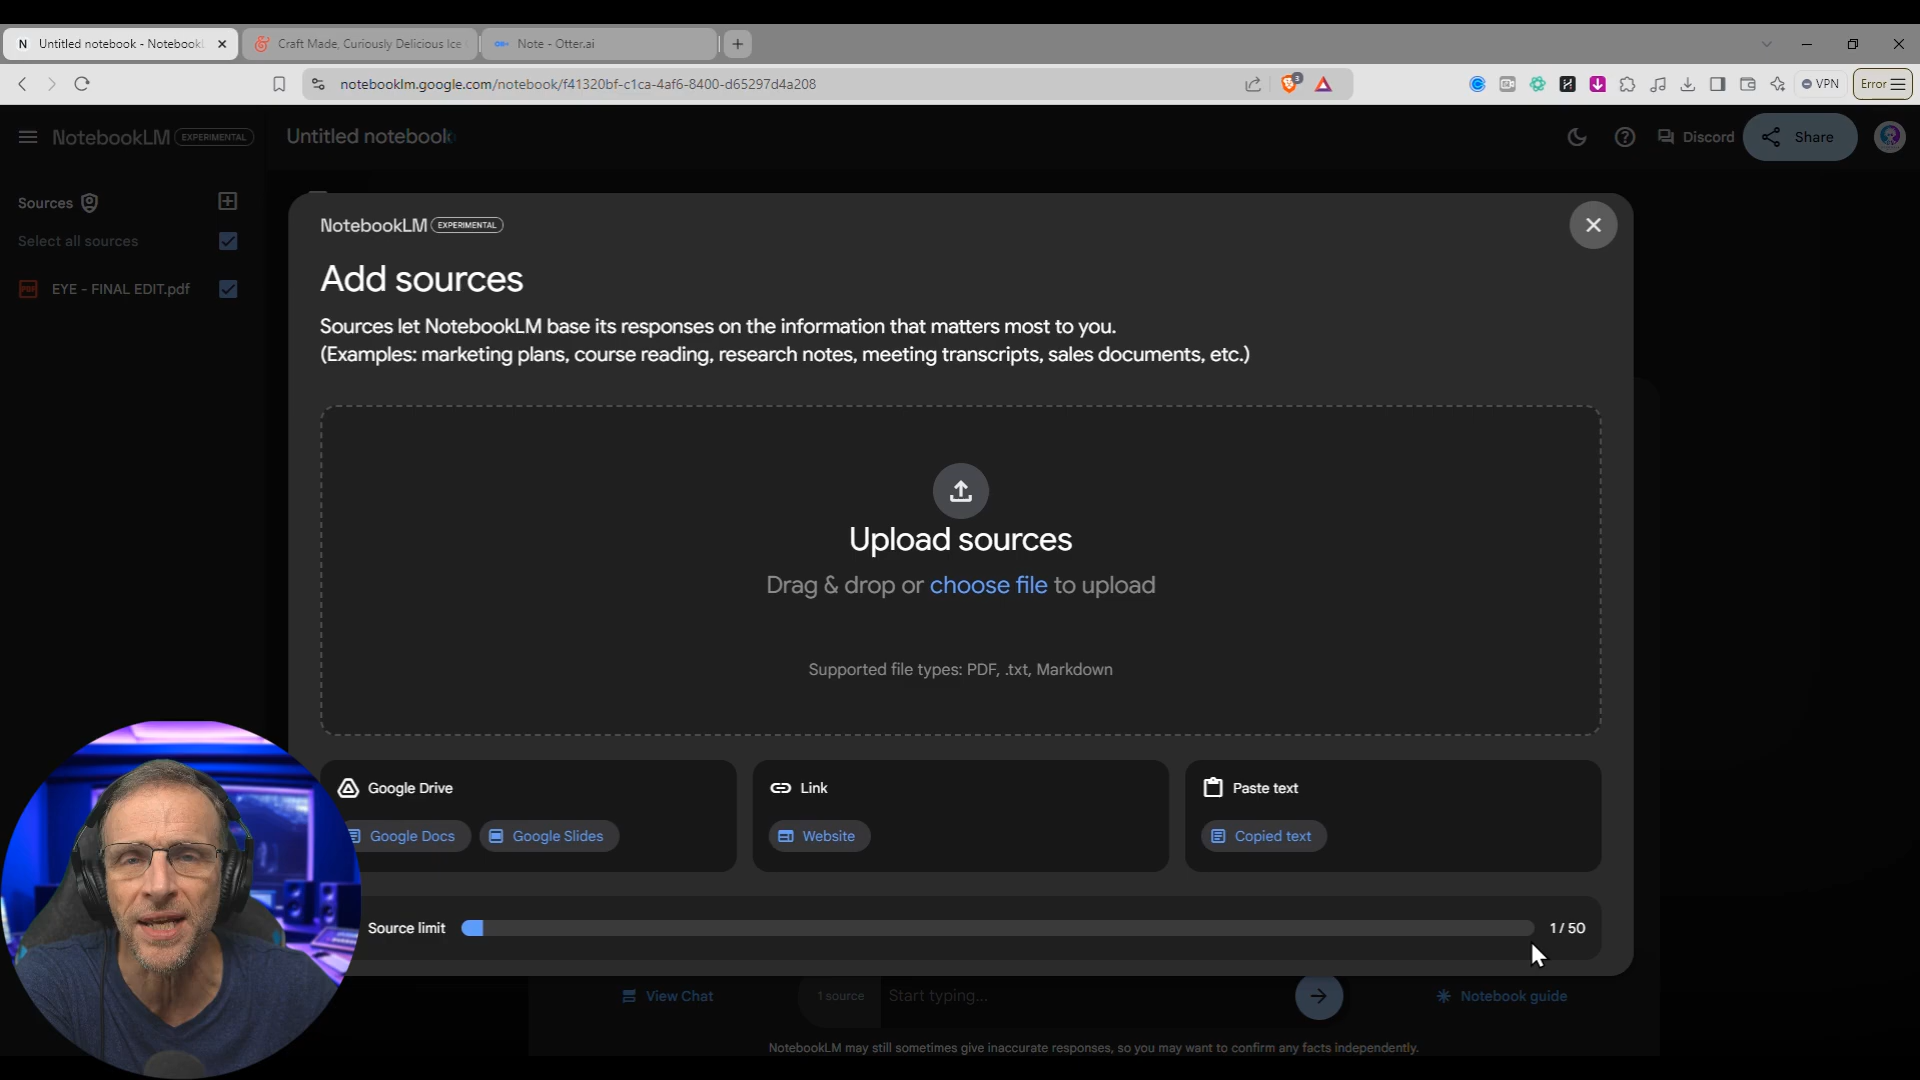 Untitled notebook - Notebookl
Craft Made, Curiously Delicious Ice
Note - Otter.ai
notebooklm.google.com/notebook/f41320bf-c1ca-4af6-8400-d65297d4a208
3
VPN
Error
NotebookLM EXPERIMENTAL
Untitled notebook
Discord
Share
Sources
Select all sources
EYE - FINAL EDIT.pdf
NotebookLM EXPERIMENTAL
Add sources
Sources let NotebookLM base its responses on the information that matters most to you.
(Examples: marketing plans, course reading, research notes, meeting transcripts, sales documents, etc.)
Upload sources
Drag & drop or choose file to upload
Supported file types: PDF, .txt, Markdown
Google Drive
Google Docs
Google Slides
Link
Website
Paste text
Copied text
Source limit
1 / 50
View Chat
1 source
Start typing...
Notebook guide
NotebookLM may still sometimes give inaccurate responses, so you may want to confirm any facts independently.